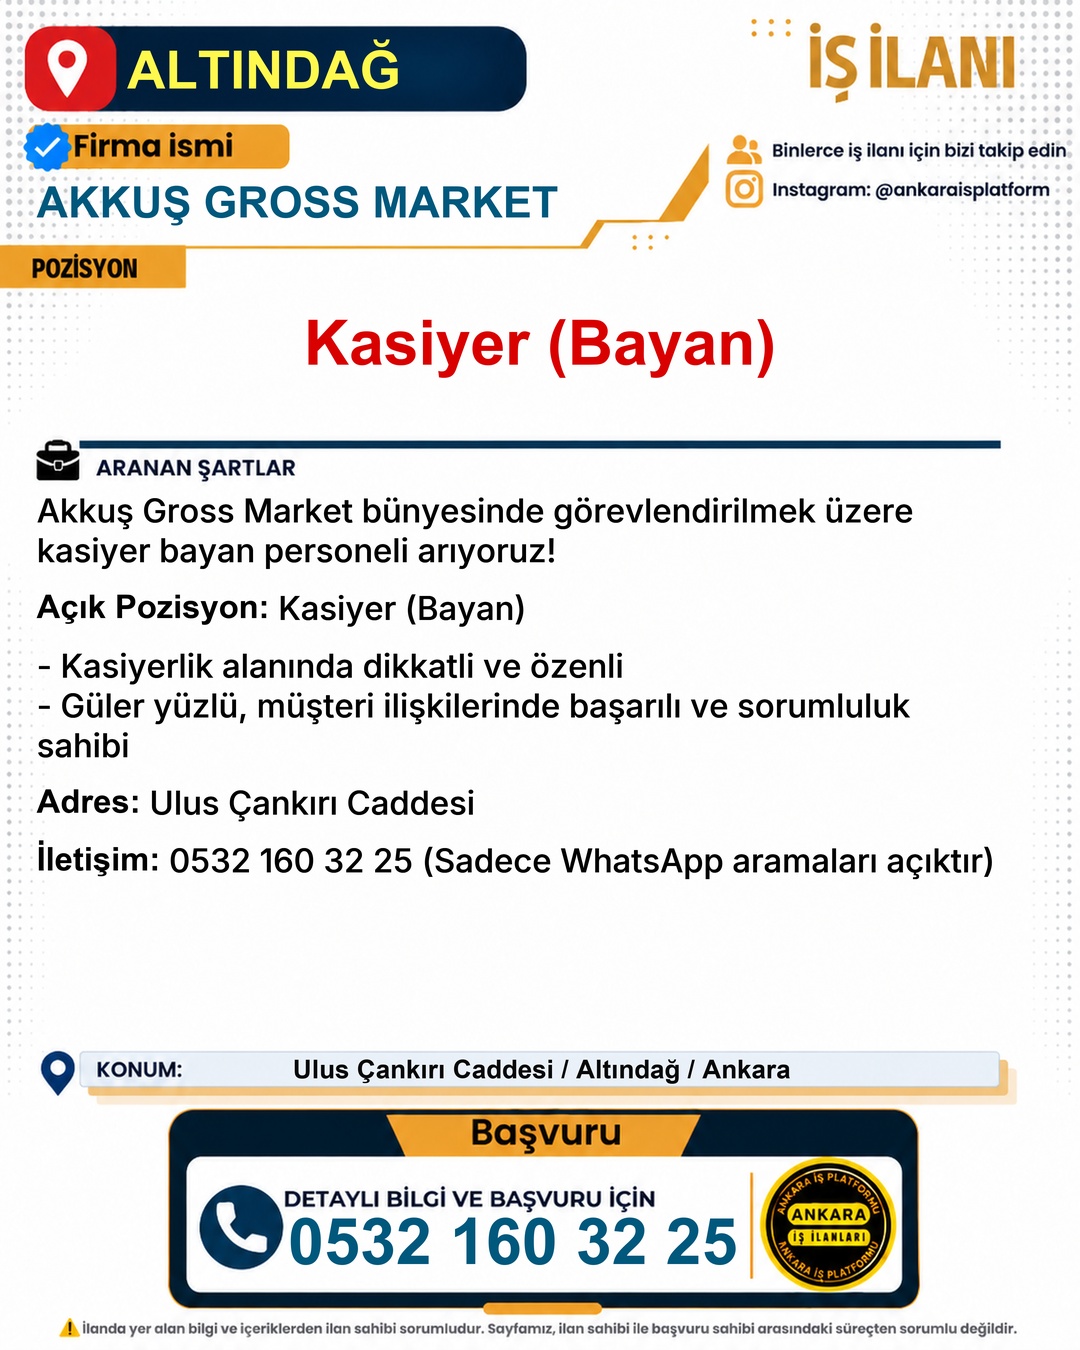 ALTINDAĞ
İŞ İLANI
Firma ismi
AKKUŞ GROSS MARKET
Binlerce iş ilanı için bizi takip edin
Instagram: @ankaraisplatform
POZİSYON
Kasiyer (Bayan)
ARANAN ŞARTLAR
Akkuş Gross Market bünyesinde görevlendirilmek üzere
kasiyer bayan personeli arıyoruz!
Açık Pozisyon: Kasiyer (Bayan)
- Kasiyerlik alanında dikkatli ve özenli
- Güler yüzlü, müşteri ilişkilerinde başarılı ve sorumluluk
sahibi
Adres: Ulus Çankırı Caddesi
İletişim: 0532 160 32 25 (Sadece WhatsApp aramaları açıktır)
KONUM: Ulus Çankırı Caddesi / Altındağ / Ankara
Başvuru
DETAYLI BİLGİ VE BAŞVURU İÇİN
0532 160 32 25
ANKARA İŞ PLATFORMU
ANKARA
İŞ İLANLARI
ANKARA İŞ PLATFORMU
İlanda yer alan bilgi ve içeriklerden ilan sahibi sorumludur. Sayfamız, ilan sahibi ile başvuru sahibi arasındaki süreçten sorumlu değildir.